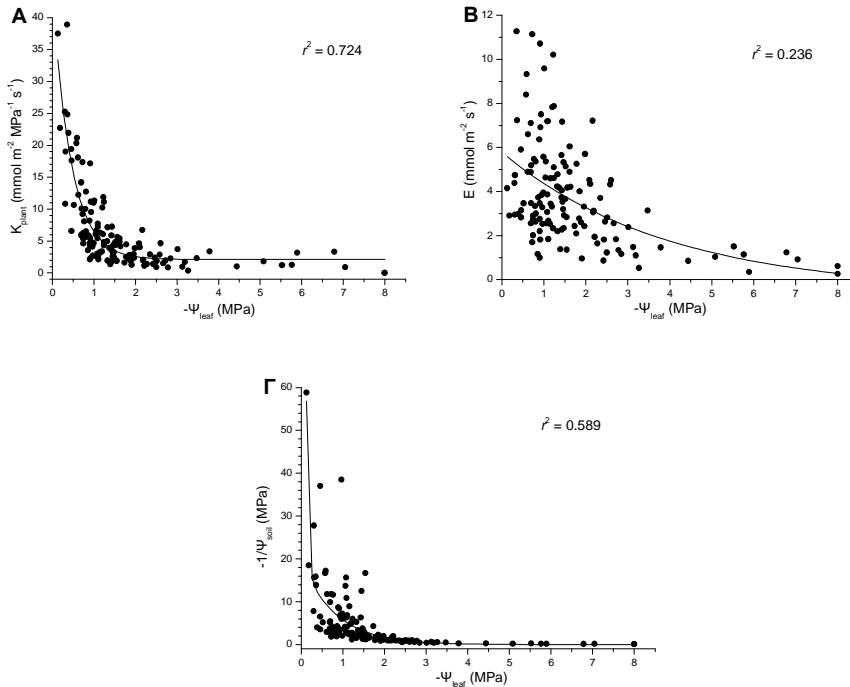 A
40
35
30
25
20
15
10
5
0
K_plant (mmol m⁻² MPa⁻¹ s⁻¹)
r² = 0.724
0 1 2 3 4 5 6 7 8
-Ψ_leaf (MPa)
B
12
10
8
6
4
2
0
E (mmol m⁻² s⁻¹)
r² = 0.236
0 1 2 3 4 5 6 7 8
-Ψ_leaf (MPa)
Γ
60
50
40
30
20
10
0
-1/Ψ_soil (MPa)
r² = 0.589
0 1 2 3 4 5 6 7 8
-Ψ_leaf (MPa)